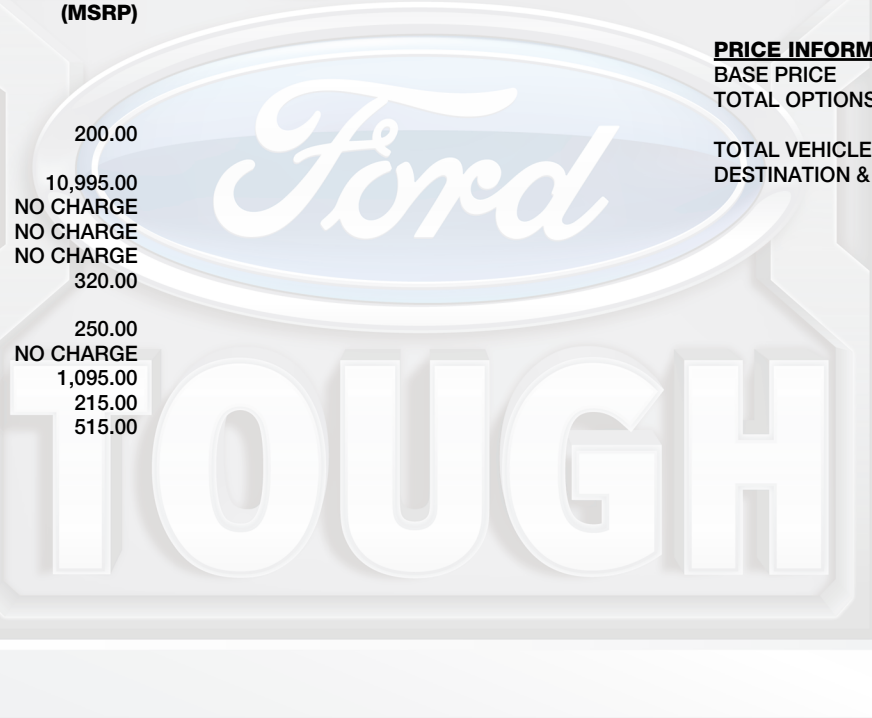 (MSRP)
200.00
10,995.00
NO CHARGE
NO CHARGE
NO CHARGE
320.00
250.00
NO CHARGE
1,095.00
215.00
515.00
PRICE INFORM
BASE PRICE
TOTAL OPTIONS
TOTAL VEHICLE
DESTINATION &
Ford
TOUGH